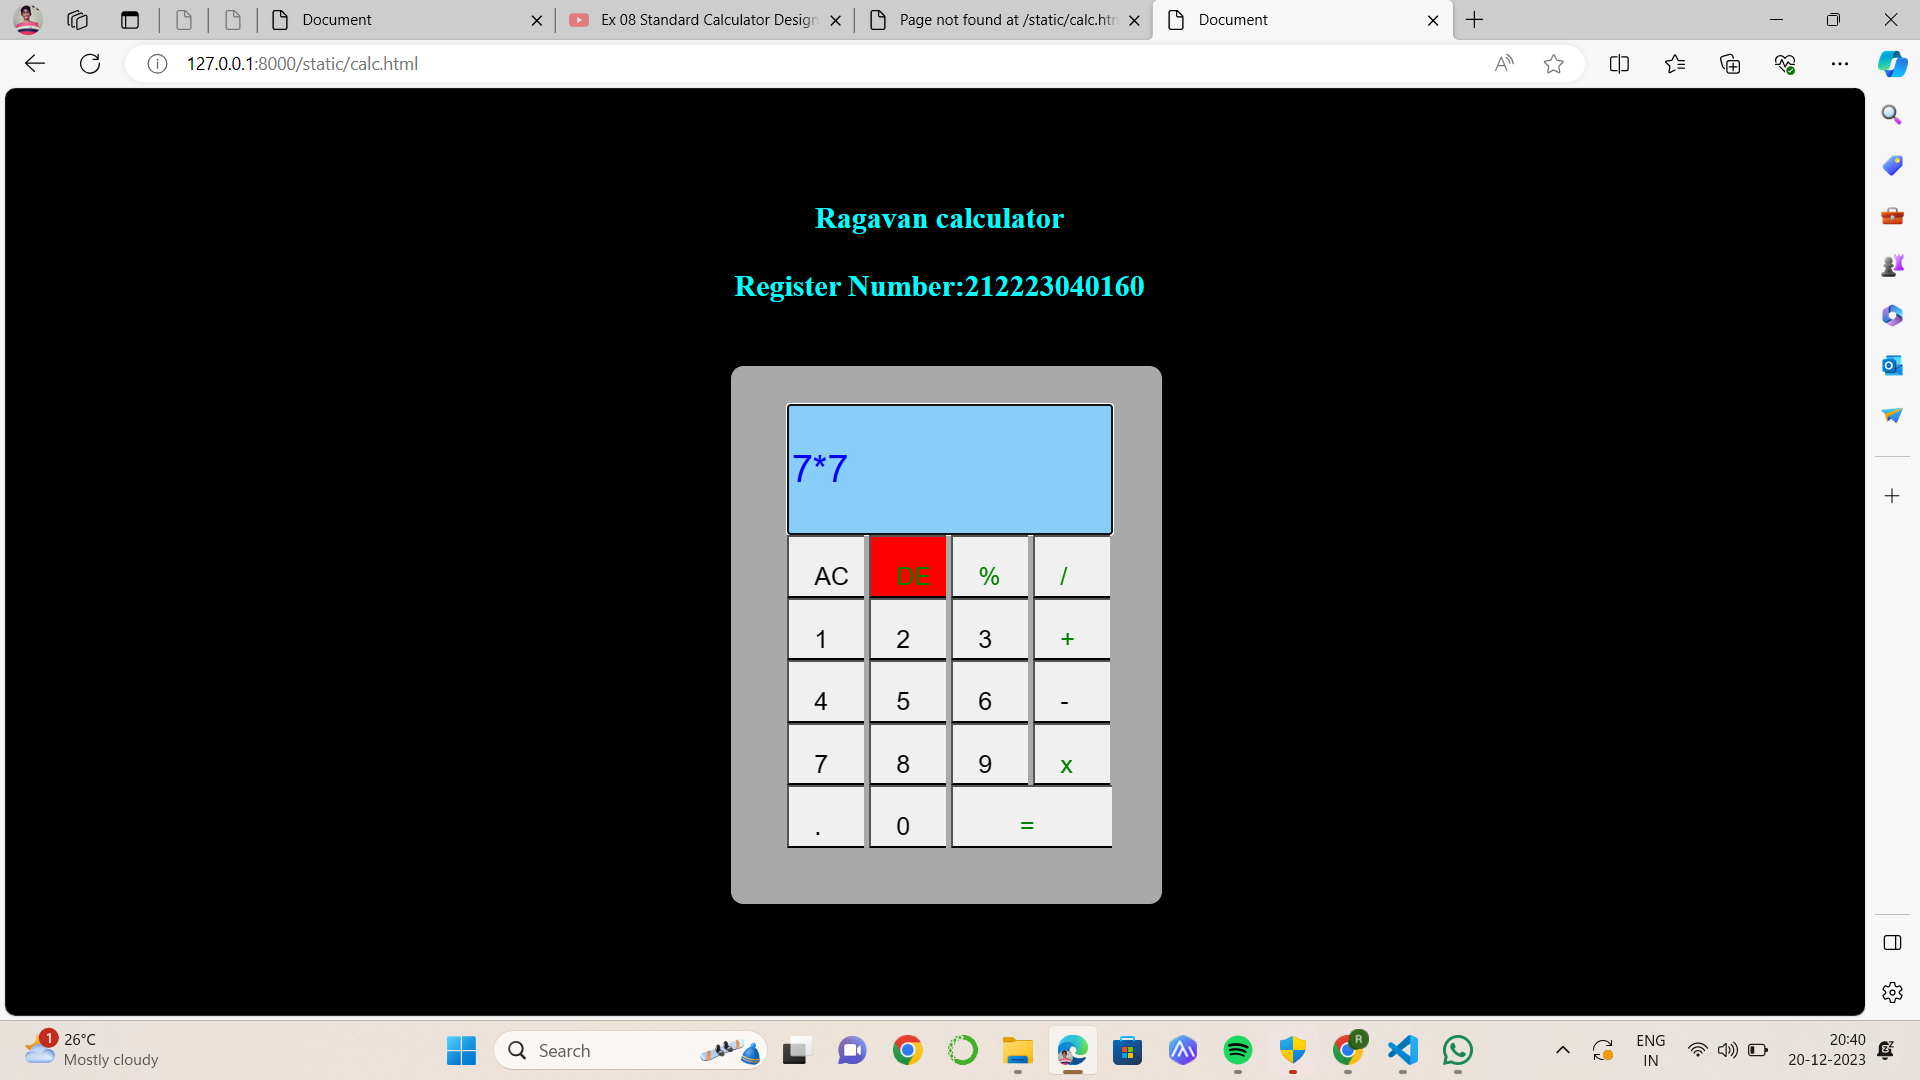 Document
Ex 08 Standard Calculator Design
Page not found at /static/calc.htm
Document
127.0.0.1:8000/static/calc.html
Ragavan calculator
Register Number:212223040160
7*7
AC DE % /
1 2 3 +
4 5 6 -
7 8 9 x
. 0 =
1
26°C
Mostly cloudy
Search
R
ENG
IN
20:40
20-12-2023